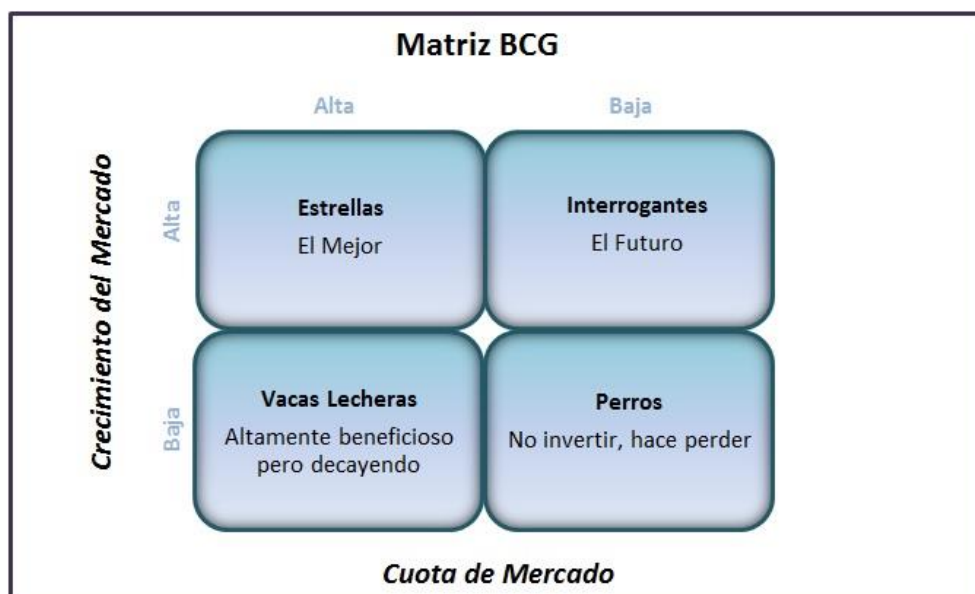 Matriz BCG
Alta
Baja
Crecimiento del Mercado
Alta
Estrellas
El Mejor
Interrogantes
El Futuro
Baja
Vacas Lecheras
Altamente beneficioso
pero decayendo
Perros
No invertir, hace perder
Cuota de Mercado